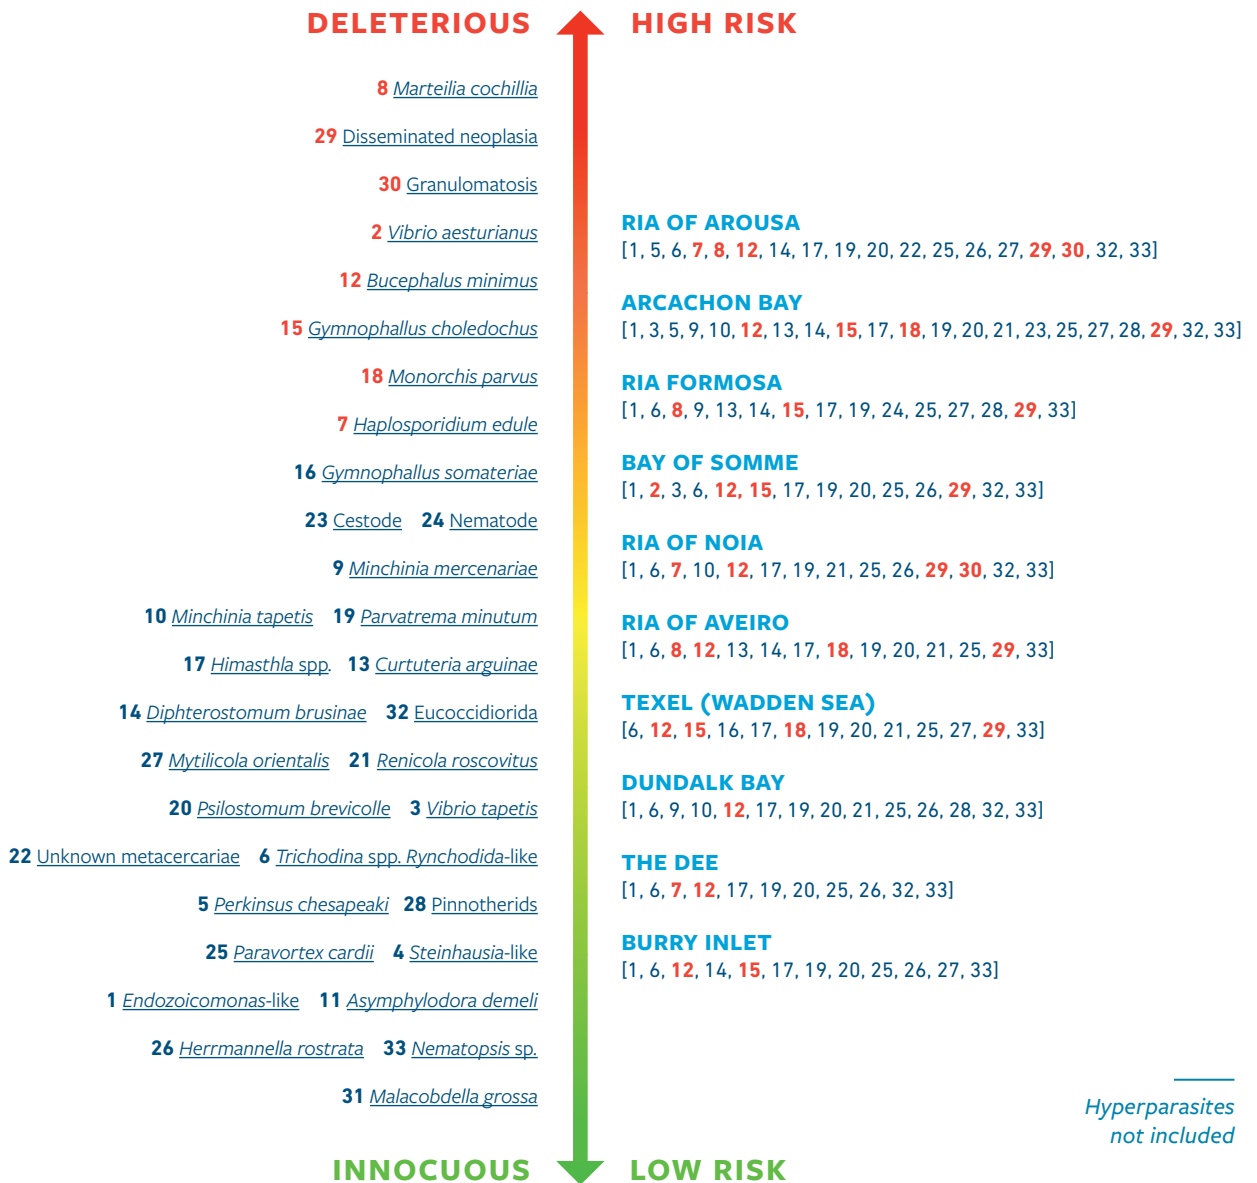 DELETERIOUS
HIGH RISK
8 Marteilia cochillia
29 Disseminated neoplasia
30 Granulomatosis
2 Vibrio aesturianus
12 Bucephalus minimus
15 Gymnophallus choledochus
18 Monorchis parvus
7 Haplosporidium edule
16 Gymnophallus somateriae
23 Cestode 24 Nematode
9 Minchinia mercenariae
10 Minchinia tapetis 19 Parvatrema minutum
17 Himasthla spp. 13 Curtuteria arguinae
14 Diphterostomum brusinae 32 Eucoccidiorida
27 Mytilicola orientalis 21 Renicola roscovitus
20 Psilostomum brevicolle 3 Vibrio tapetis
22 Unknown metacercariae 6 Trichodina spp. Rynchodida-like
5 Perkinsus chesapeaki 28 Pinnotherids
25 Paravortex cardii 4 Steinhausia-like
1 Endozoicomonas-like 11 Asymphylodora demeli
26 Herrmannella rostrata 33 Nematopsis sp.
31 Malacobdella grossa
INNOCUOUS
RIA OF AROUSA
[1, 5, 6, 7, 8, 12, 14, 17, 19, 20, 22, 25, 26, 27, 29, 30, 32, 33]
ARCACHON BAY
[1, 3, 5, 9, 10, 12, 13, 14, 15, 17, 18, 19, 20, 21, 23, 25, 27, 28, 29, 32, 33]
RIA FORMOSA
[1, 6, 8, 9, 13, 14, 15, 17, 19, 24, 25, 27, 28, 29, 33]
BAY OF SOMME
[1, 2, 3, 6, 12, 15, 17, 19, 20, 25, 26, 29, 32, 33]
RIA OF NOIA
[1, 6, 7, 10, 12, 17, 19, 21, 25, 26, 29, 30, 32, 33]
RIA OF AVEIRO
[1, 6, 8, 12, 13, 14, 17, 18, 19, 20, 21, 25, 29, 33]
TEXEL (WADDEN SEA)
[6, 12, 15, 16, 17, 18, 19, 20, 21, 25, 27, 29, 33]
DUNDALK BAY
[1, 6, 9, 10, 12, 17, 19, 20, 21, 25, 26, 28, 32, 33]
THE DEE
[1, 6, 7, 12, 17, 19, 20, 25, 26, 32, 33]
BURRY INLET
[1, 6, 12, 14, 15, 17, 19, 20, 25, 26, 27, 33]
Hyperparasites
not included
LOW RISK